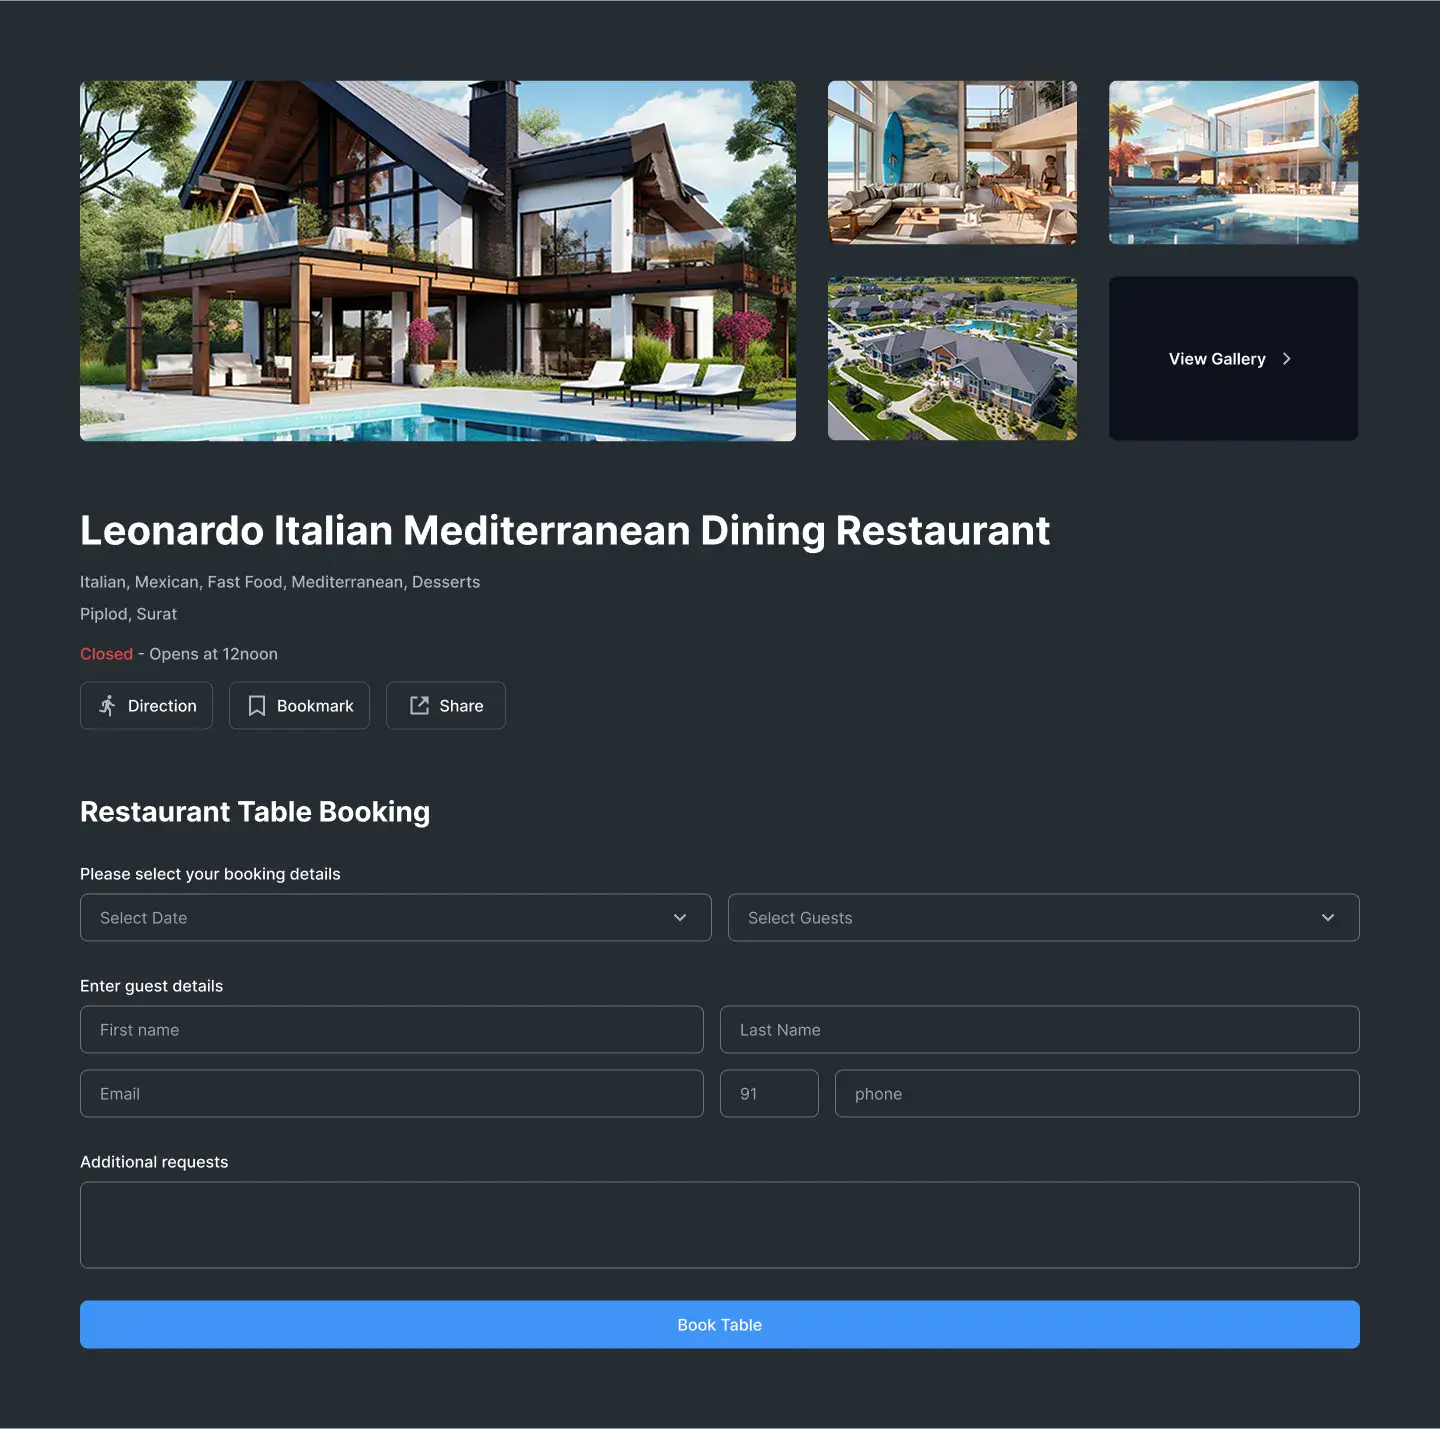 View Gallery
Leonardo Italian Mediterranean Dining Restaurant
Italian, Mexican, Fast Food, Mediterranean, Desserts
Piplod, Surat
Closed - Opens at 12noon
Direction Bookmark Share
Restaurant Table Booking
Please select your booking details
Select Date Select Guests
Enter guest details
First name Last Name
Email 91 phone
Additional requests
Book Table